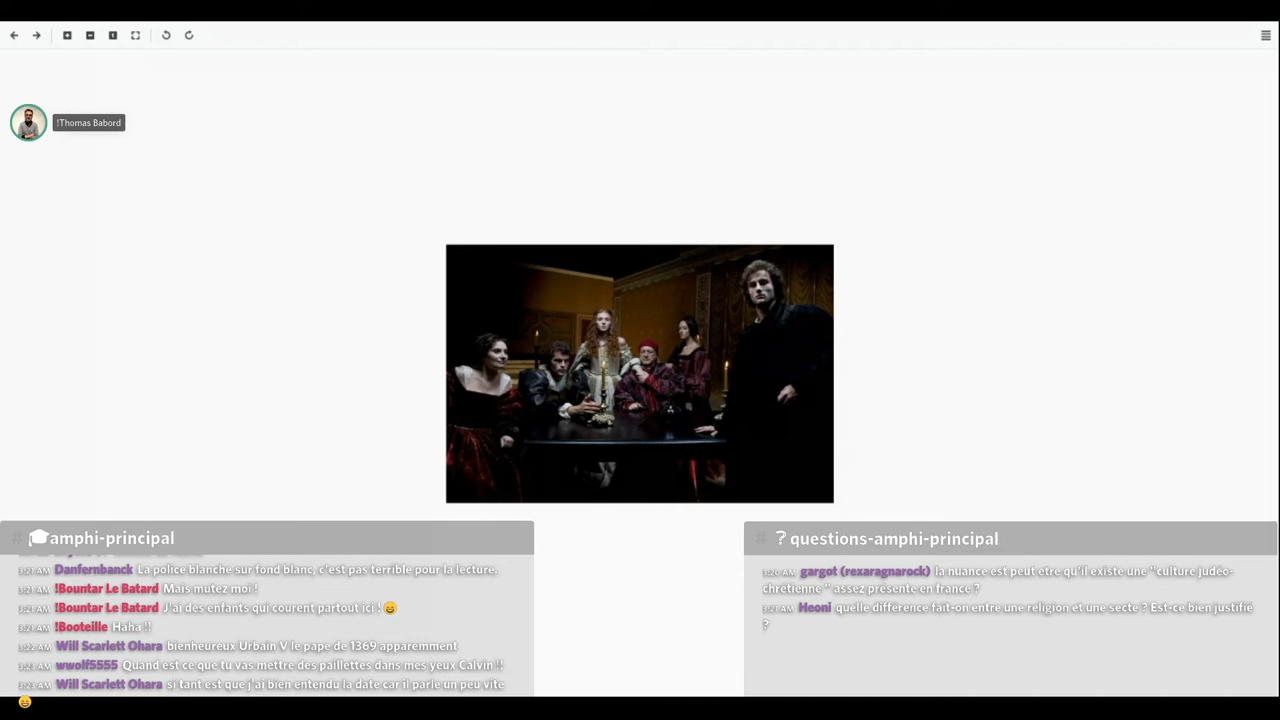 !Thomas Babord
# 🎓amphi-principal
3:21 AM Danfernbanck La police blanche sur fond blanc, c'est pas terrible pour la lecture.
3:21 AM !Bountar Le Batard Mais mutez moi !
3:21 AM !Bountar Le Batard J'ai des enfants qui courent partout ici ! 😄
3:21 AM !Booteille Haha !!
3:22 AM Will Scarlett Ohara bienheureux Urbain V le pape de 1369 apparemment
3:23 AM wwolf5555 Quand est ce que tu vas mettre des paillettes dans mes yeux Calvin !!
3:23 AM Will Scarlett Ohara si tant est que j'ai bien entendu la date car il parle un peu vite
😄
# ❔questions-amphi-principal
3:20 AM gargot (rexaragnarock) la nuance est peut etre qu'il existe une "culture judéo-
chrétienne" assez présente en france ?
3:21 AM Heoni quelle différence fait-on entre une religion et une secte ? Est-ce bien justifié
?